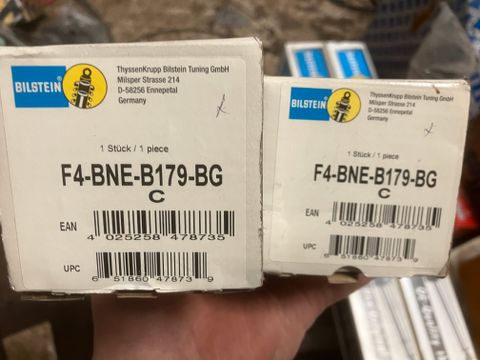 BILSTEIN®
ThyssenKrupp Bilstein Tuning GmbH
Milsper Strasse 214
D-58256 Ennepetal
Germany
1 Stück / 1 piece
F4-BNE-B179-BG
C
EAN
4 025258 478735
UPC
6 51860 47873 9
BILSTEIN
ThyssenKrupp Bilstein Tuning GmbH
Milsper Strasse 214
D-58256 Ennepetal
Germany
1 Stück / 1 piece
F4-BNE-B179-BG
C
EAN
4 025258 478735
UPC
6 51860 47873 9